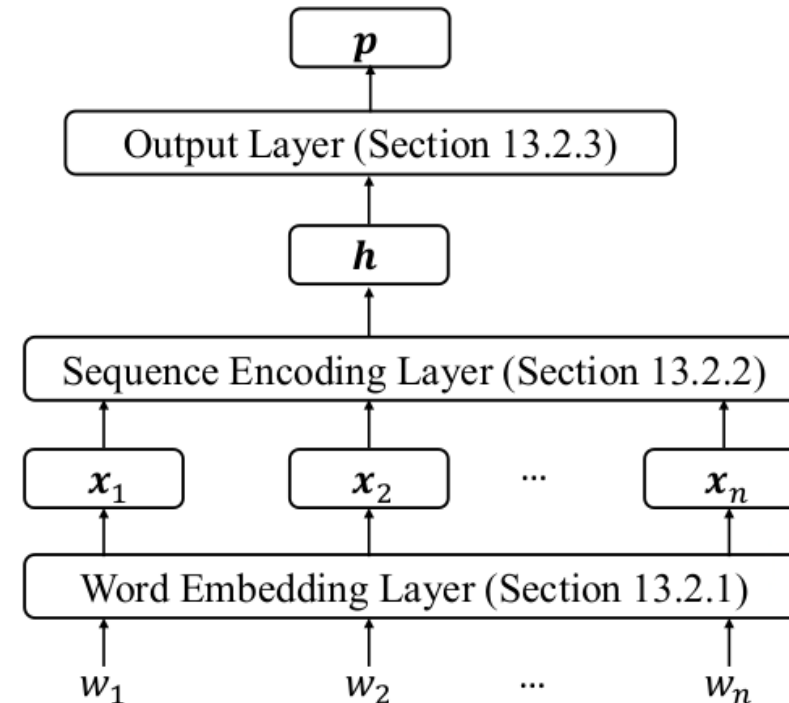 p
Output Layer (Section 13.2.3)
h
Sequence Encoding Layer (Section 13.2.2)
x₁ x₂ ... xₙ
Word Embedding Layer (Section 13.2.1)
w₁ w₂ ... wₙ